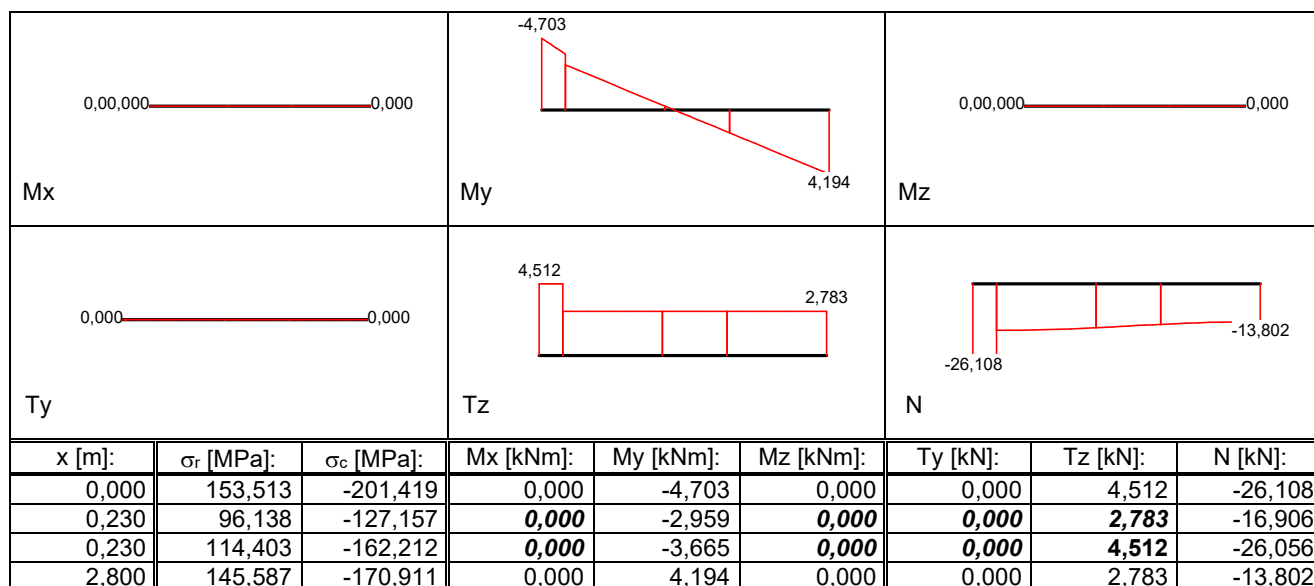 -4,703
0,00,000 0,000
0,00,000 0,000
4,194
Mx My Mz
4,512
2,783
0,000 0,000
-13,802
-26,108
Ty Tz N
x [m]: σr [MPa]: σc [MPa]: Mx [kNm]: My [kNm]: Mz [kNm]: Ty [kN]: Tz [kN]: N [kN]:
0,000 153,513 -201,419 0,000 -4,703 0,000 0,000 4,512 -26,108
0,230 96,138 -127,157 0,000 -2,959 0,000 0,000 2,783 -16,906
0,230 114,403 -162,212 0,000 -3,665 0,000 0,000 4,512 -26,056
2,800 145,587 -170,911 0,000 4,194 0,000 0,000 2,783 -13,802